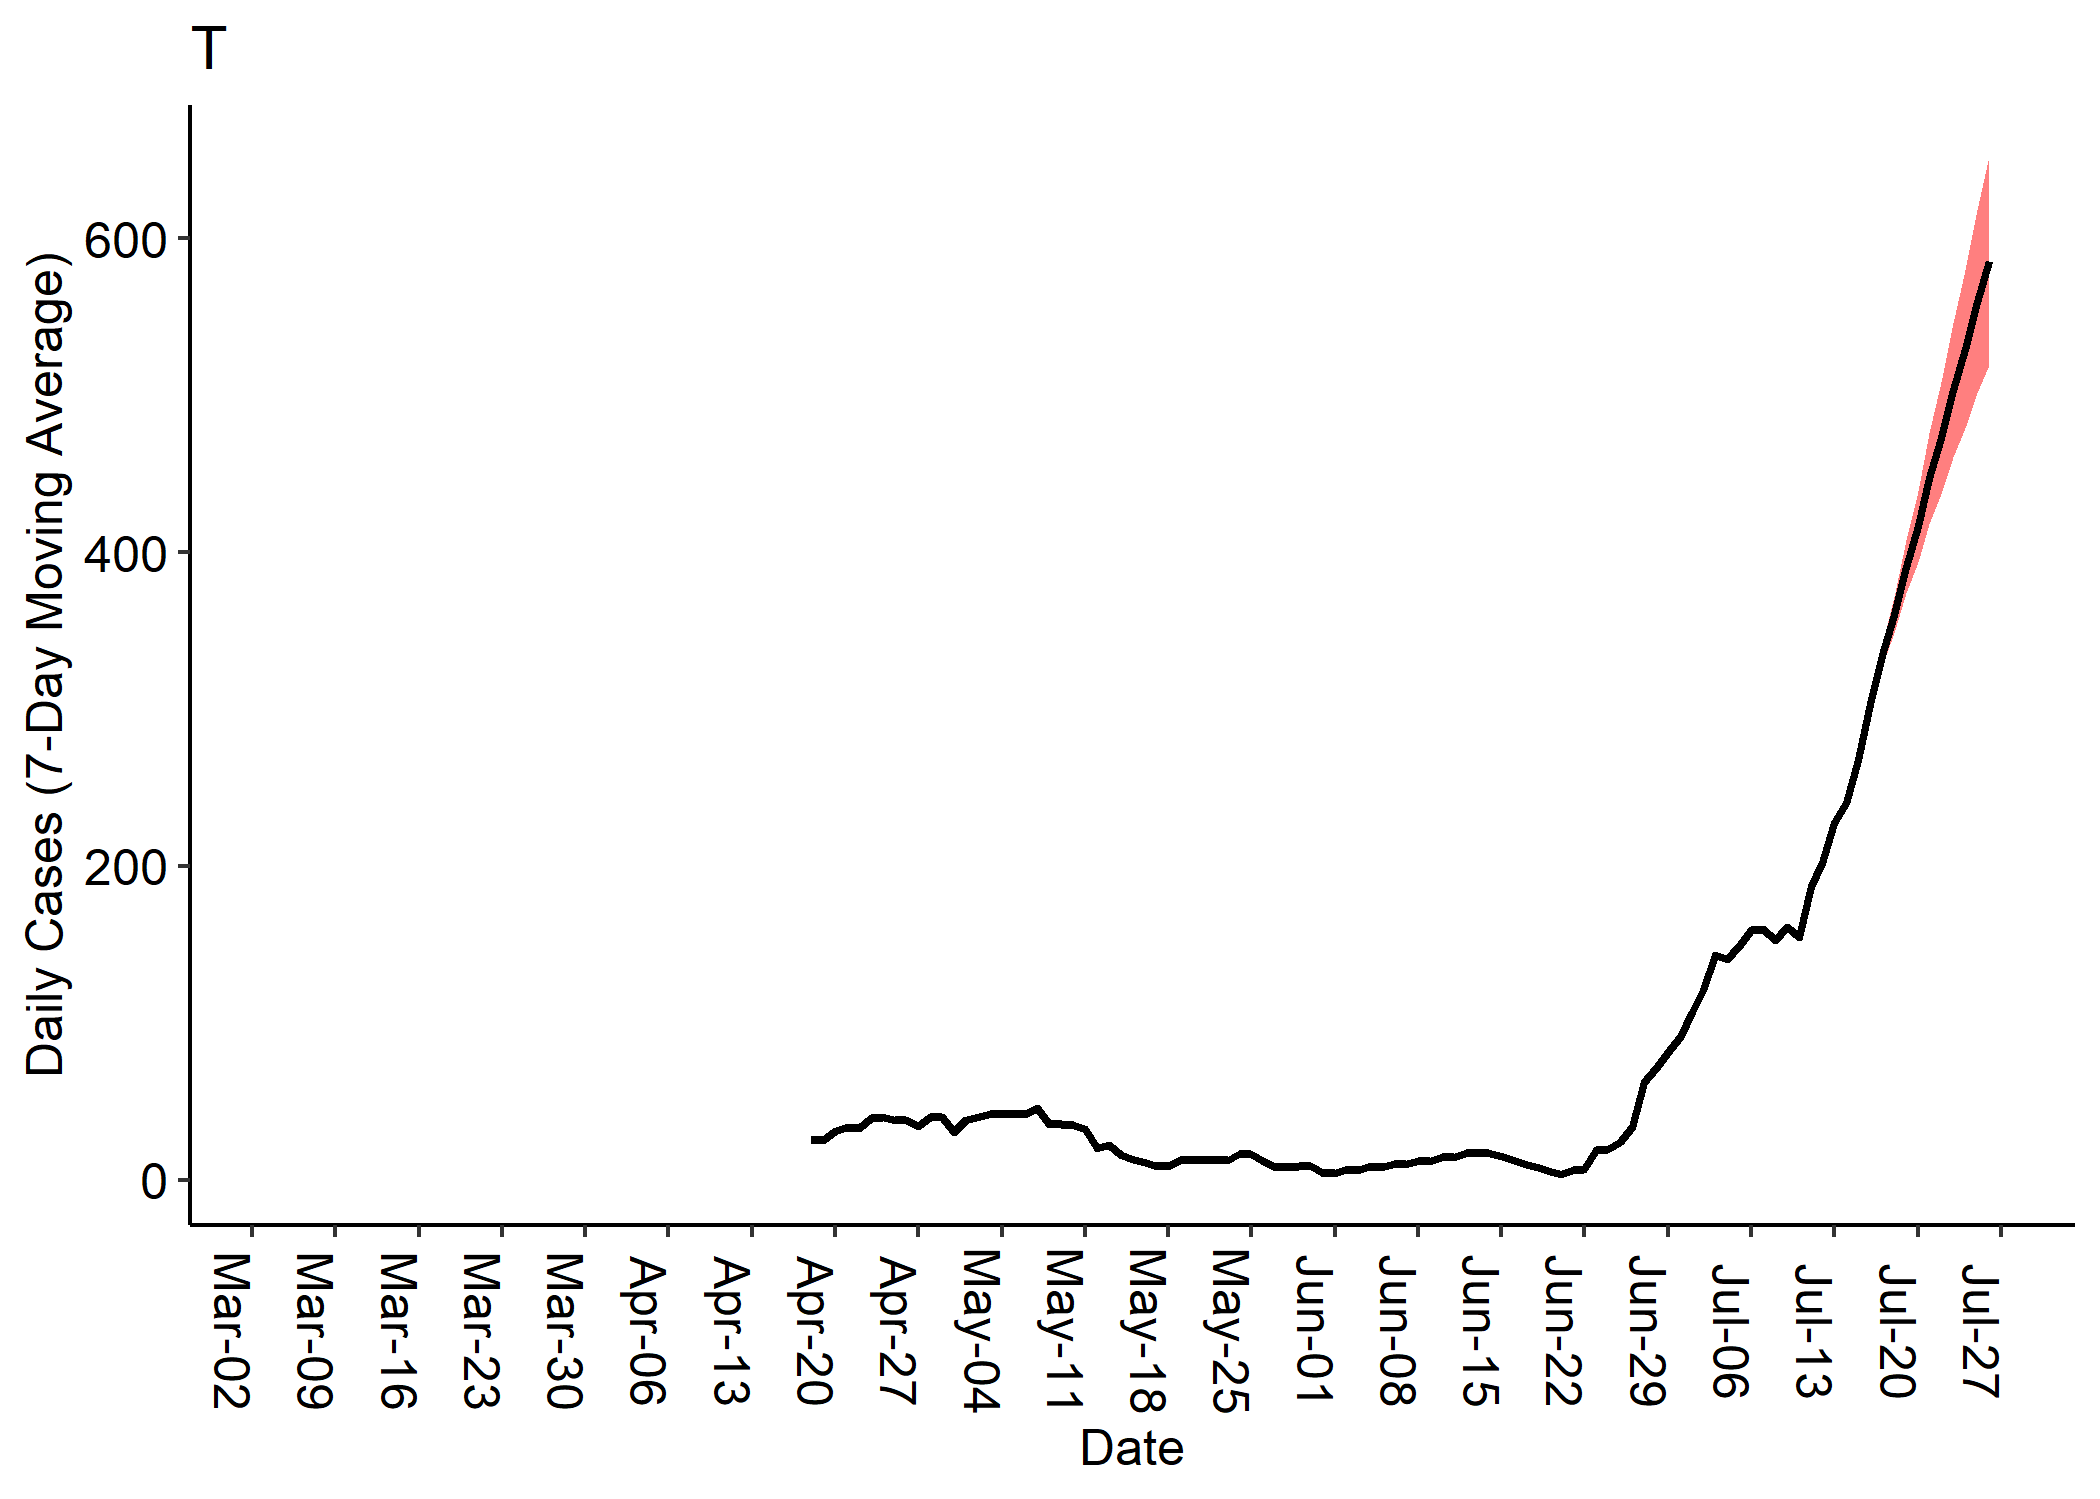 T
Daily Cases (7-Day Moving Average)
600
400
200
0
Mar-02
Mar-09
Mar-16
Mar-23
Mar-30
Apr-06
Apr-13
Apr-20
Apr-27
May-04
May-11
May-18
May-25
Jun-01
Jun-08
Jun-15
Jun-22
Jun-29
Jul-06
Jul-13
Jul-20
Jul-27
Date